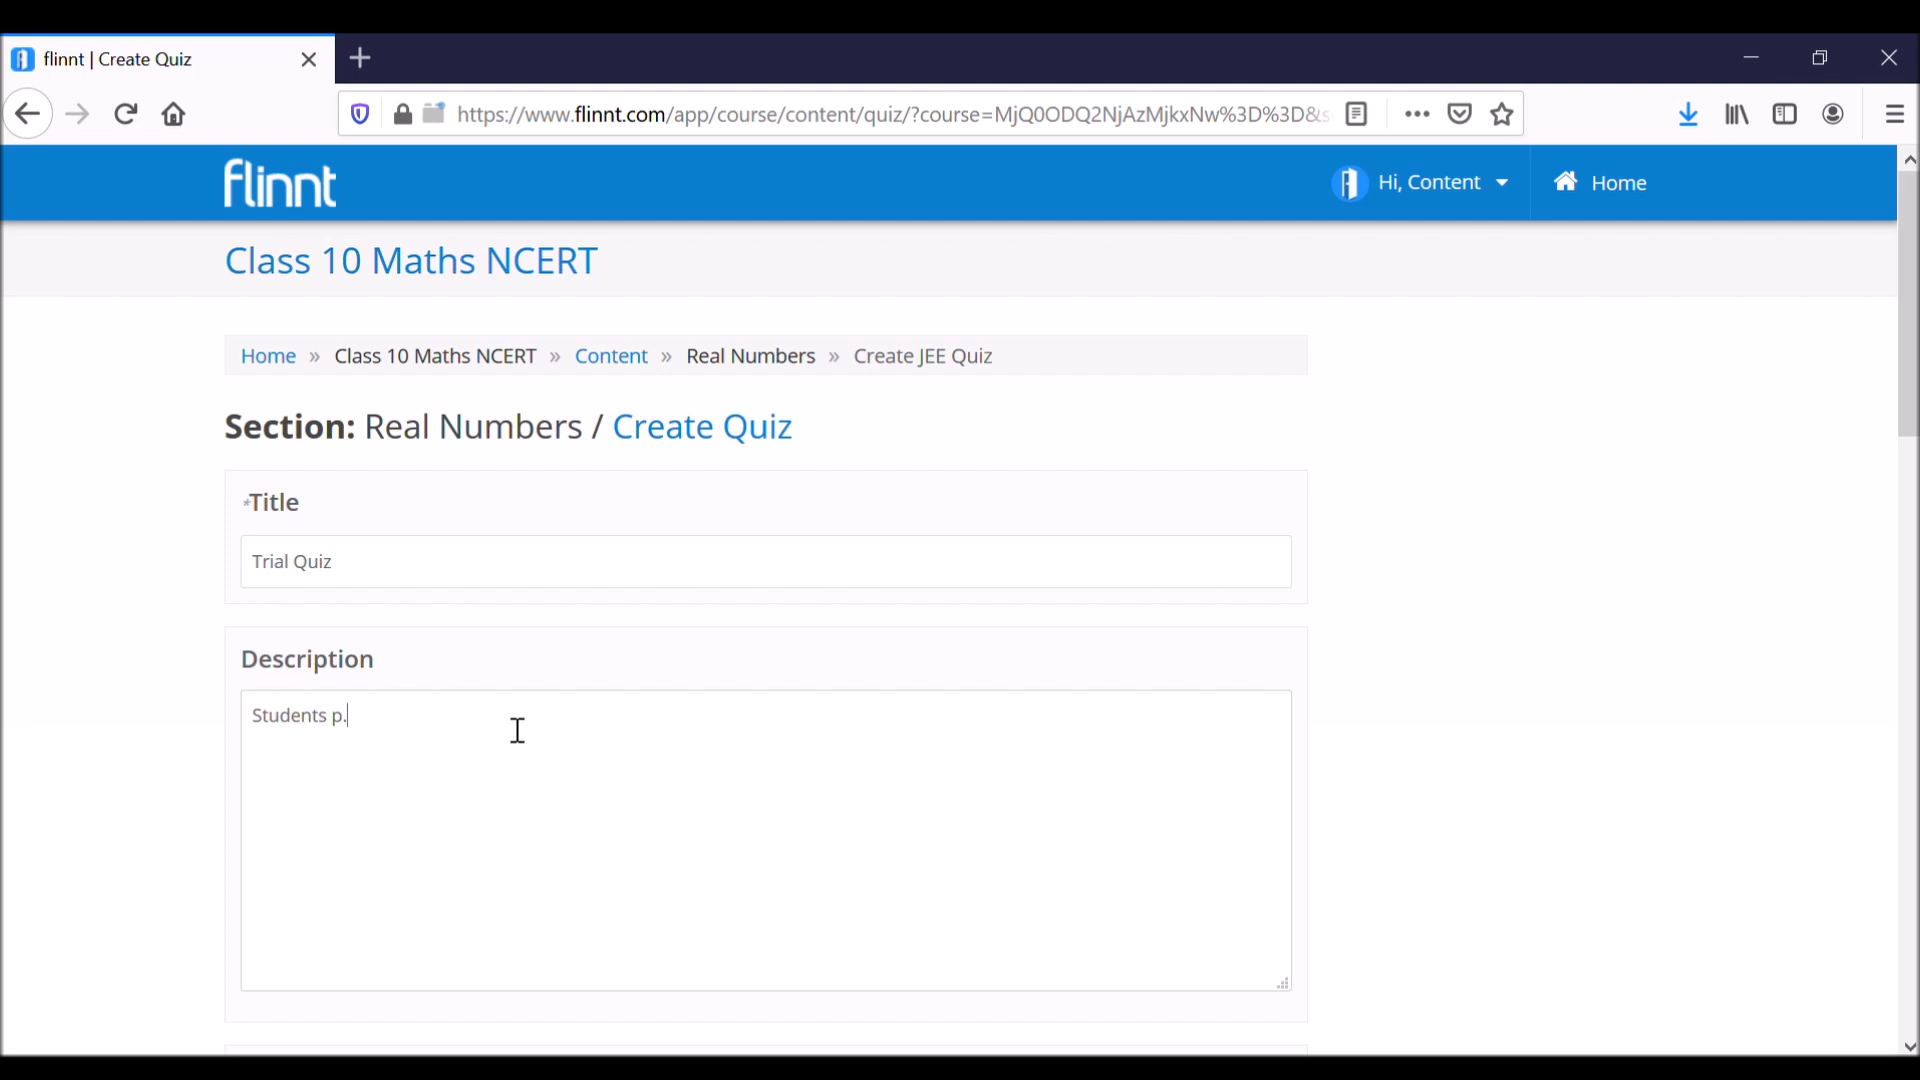 flinnt | Create Quiz
https://www.flinnt.com/app/course/content/quiz/?course=MjQ0ODQ2NjAzMjkxNw%3D%3D&s
flinnt
Hi, Content
Home
Class 10 Maths NCERT
Home » Class 10 Maths NCERT » Content » Real Numbers » Create JEE Quiz
Section: Real Numbers / Create Quiz
*Title
Trial Quiz
Description
Students p.